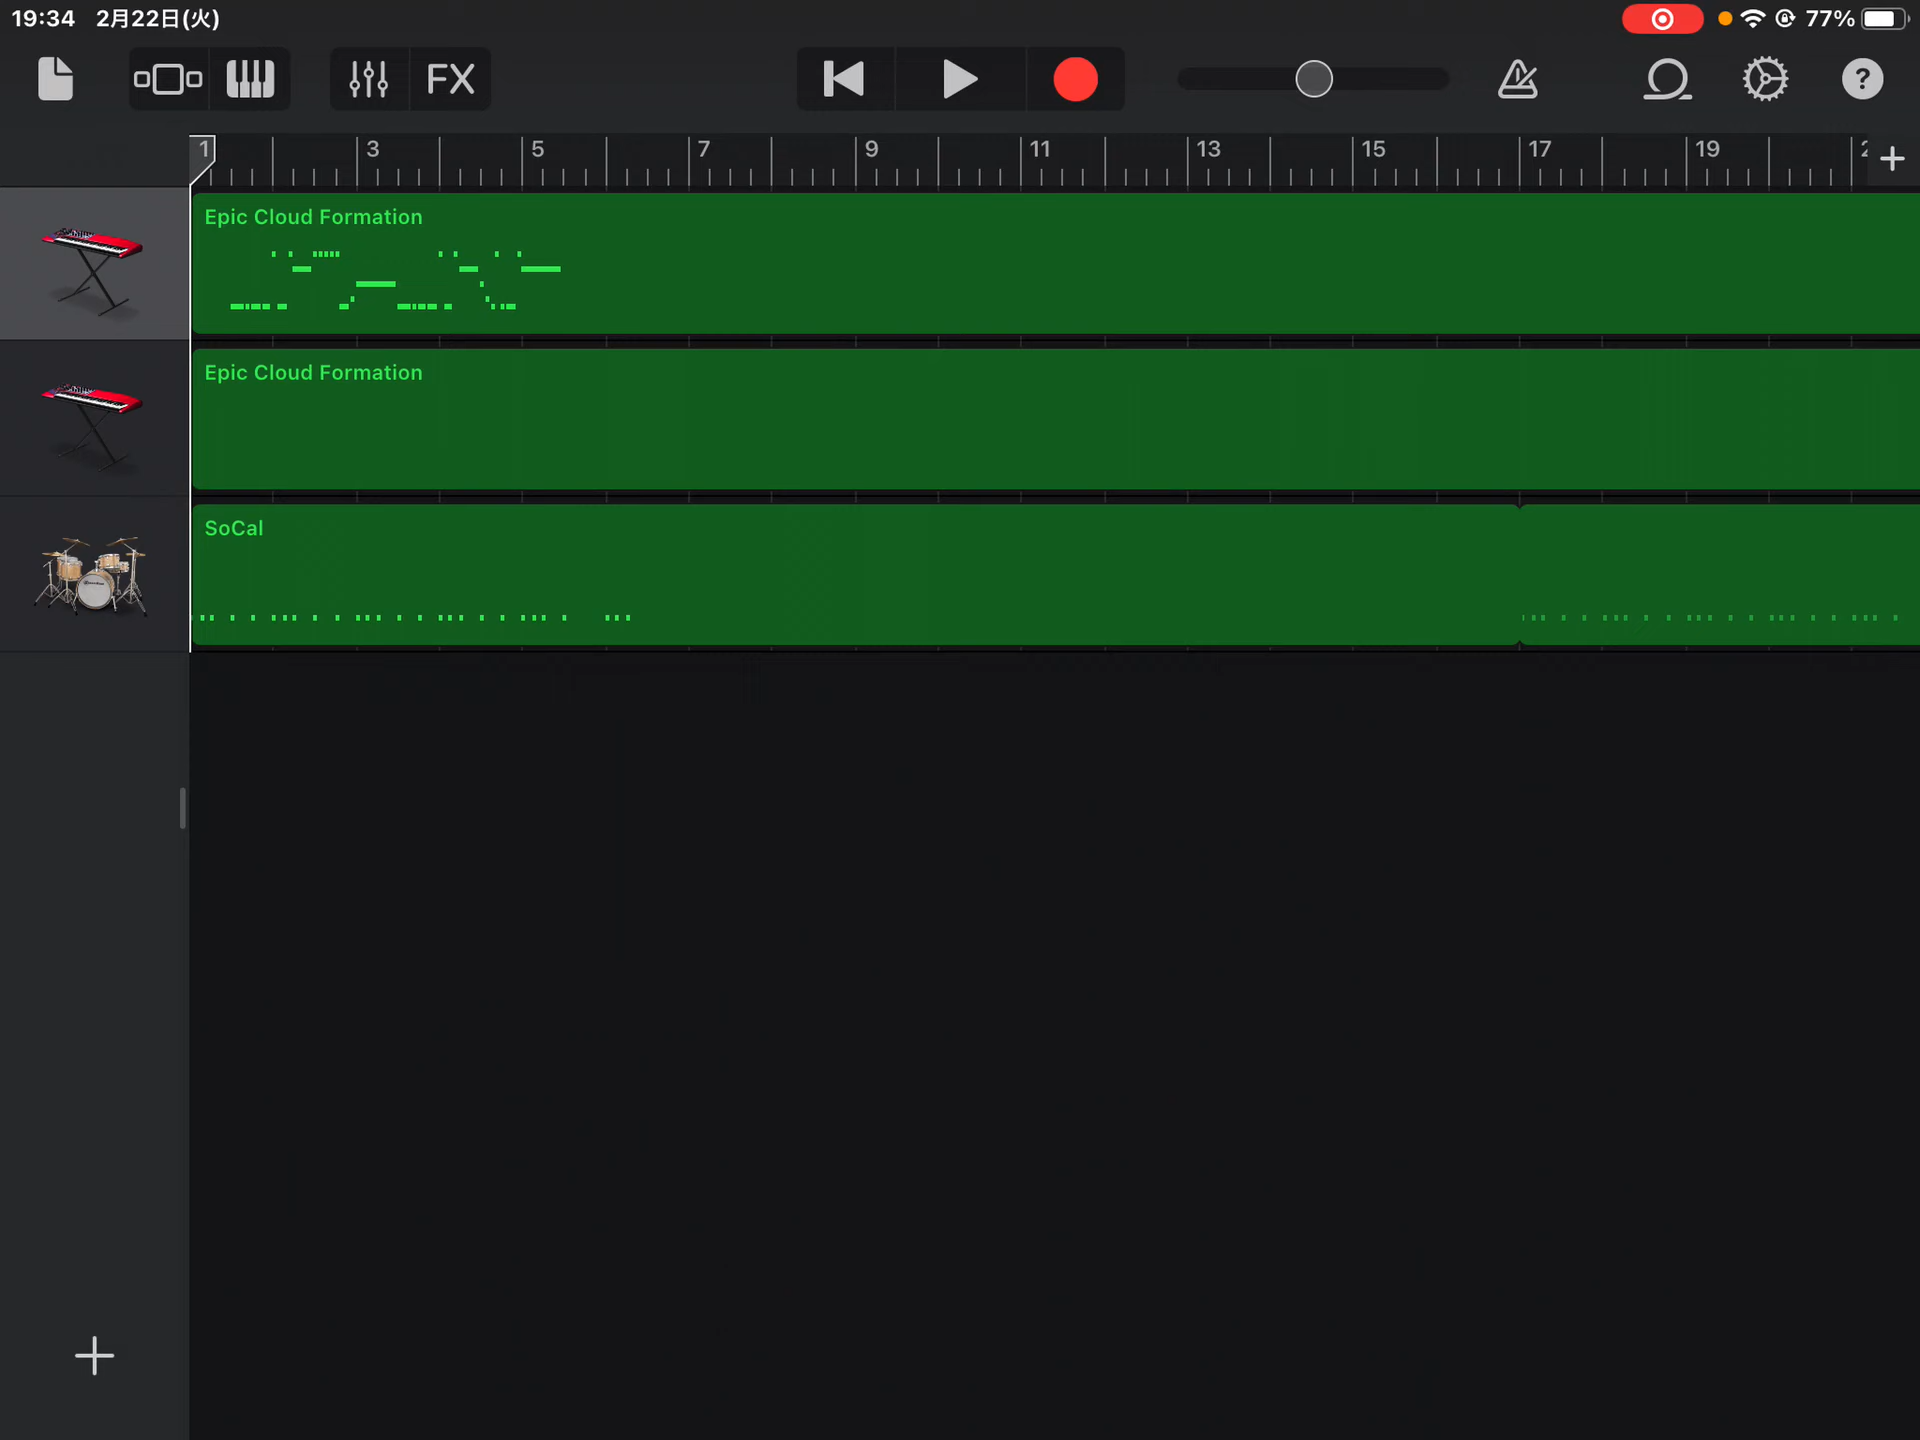 19:34 2月22日(火) 77%
FX
1 3 5 7 9 11 13 15 17 19
Epic Cloud Formation
Epic Cloud Formation
SoCal